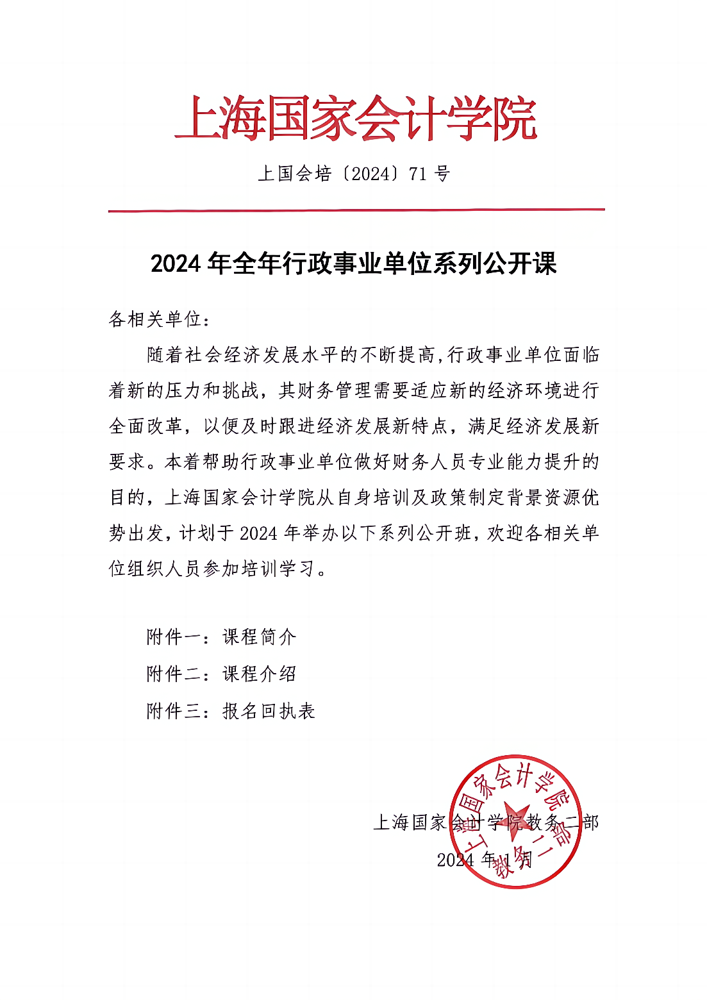 上海国家会计学院
上国会培〔2024〕71 号
2024 年全年行政事业单位系列公开课
各相关单位：
随着社会经济发展水平的不断提高,行政事业单位面临
着新的压力和挑战，其财务管理需要适应新的经济环境进行
全面改革，以便及时跟进经济发展新特点，满足经济发展新
要求。本着帮助行政事业单位做好财务人员专业能力提升的
目的，上海国家会计学院从自身培训及政策制定背景资源优
势出发，计划于 2024 年举办以下系列公开班，欢迎各相关单
位组织人员参加培训学习。
附件一：课程简介
附件二：课程介绍
附件三：报名回执表
上海国家会计学院教务二部
2024 年 1 月
上海国家会计学院
教务二部